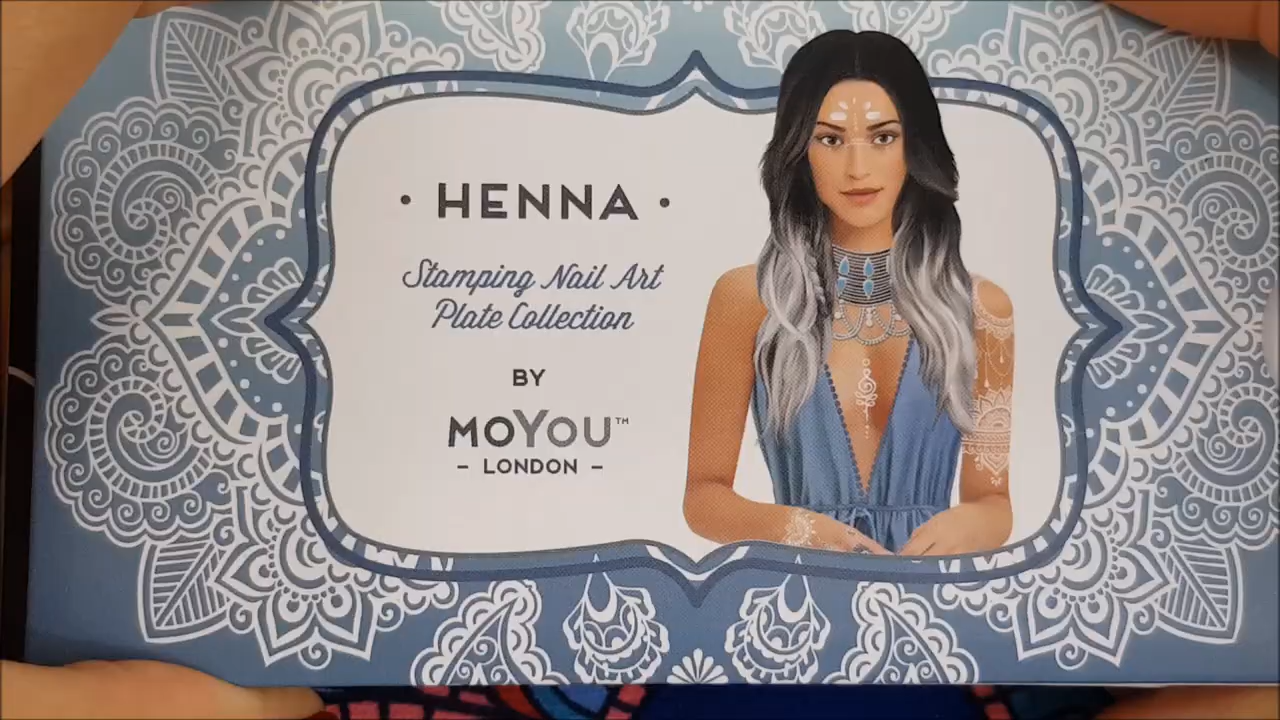 • HENNA •
Stamping Nail Art
Plate Collection
BY
MOYOU™
– LONDON –